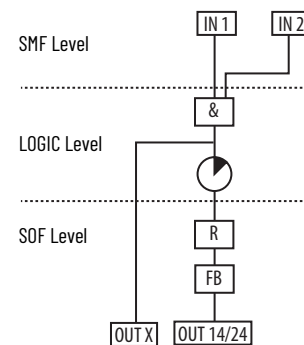 IN 1 IN 2
SMF Level
&
LOGIC Level
SOF Level
R
FB
OUT X OUT 14/24